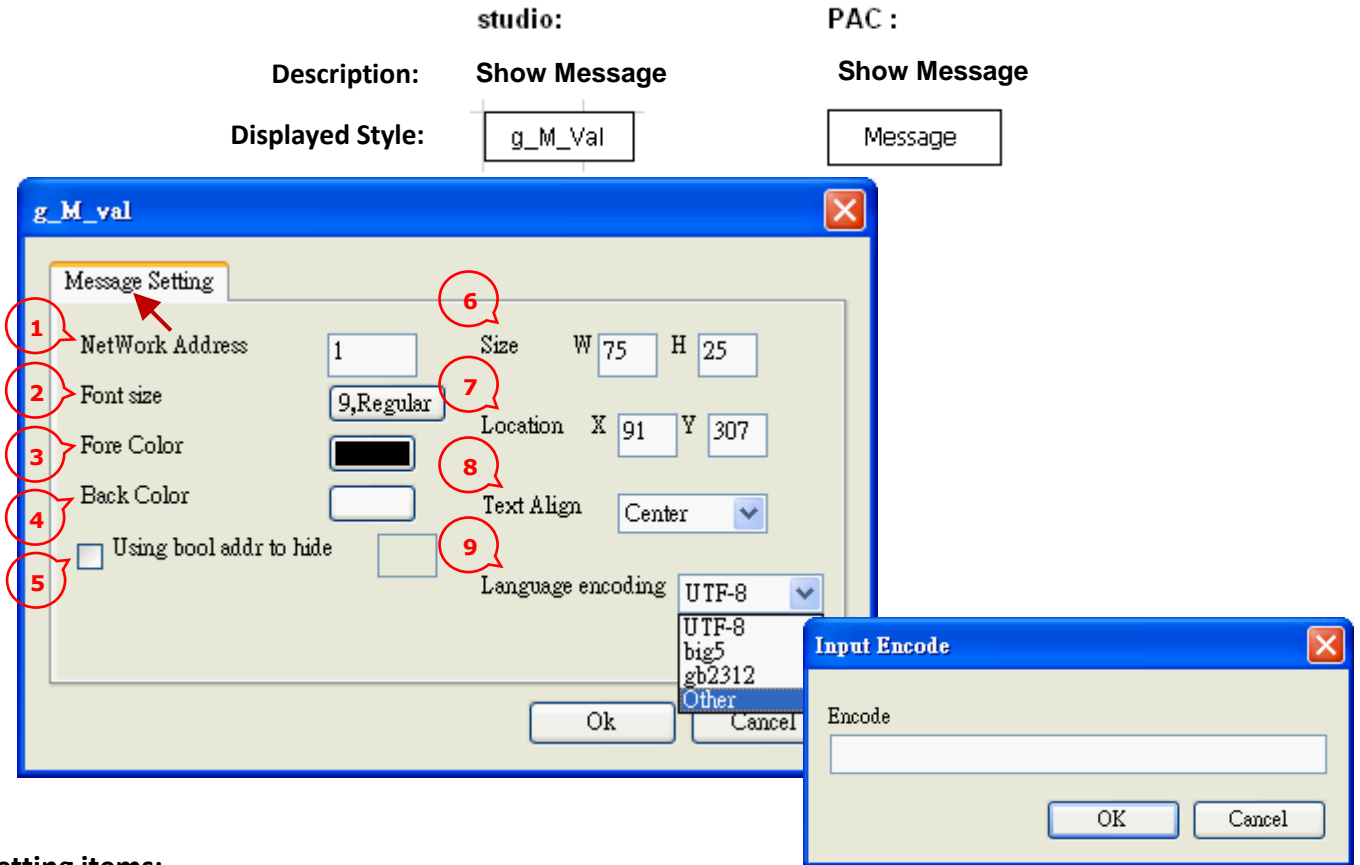 studio: PAC :
Description: Show Message Show Message
Displayed Style: g_M_Val Message
g_M_val
Message Setting
1 NetWork Address 1
2 Font size 9,Regular
3 Fore Color
4 Back Color
5 Using bool addr to hide
6 Size W 75 H 25
7 Location X 91 Y 307
8 Text Align Center
9 Language encoding UTF-8
UTF-8
big5
gb2312
Other
Ok Cancel
Input Encode
Encode
OK Cancel
etting items: